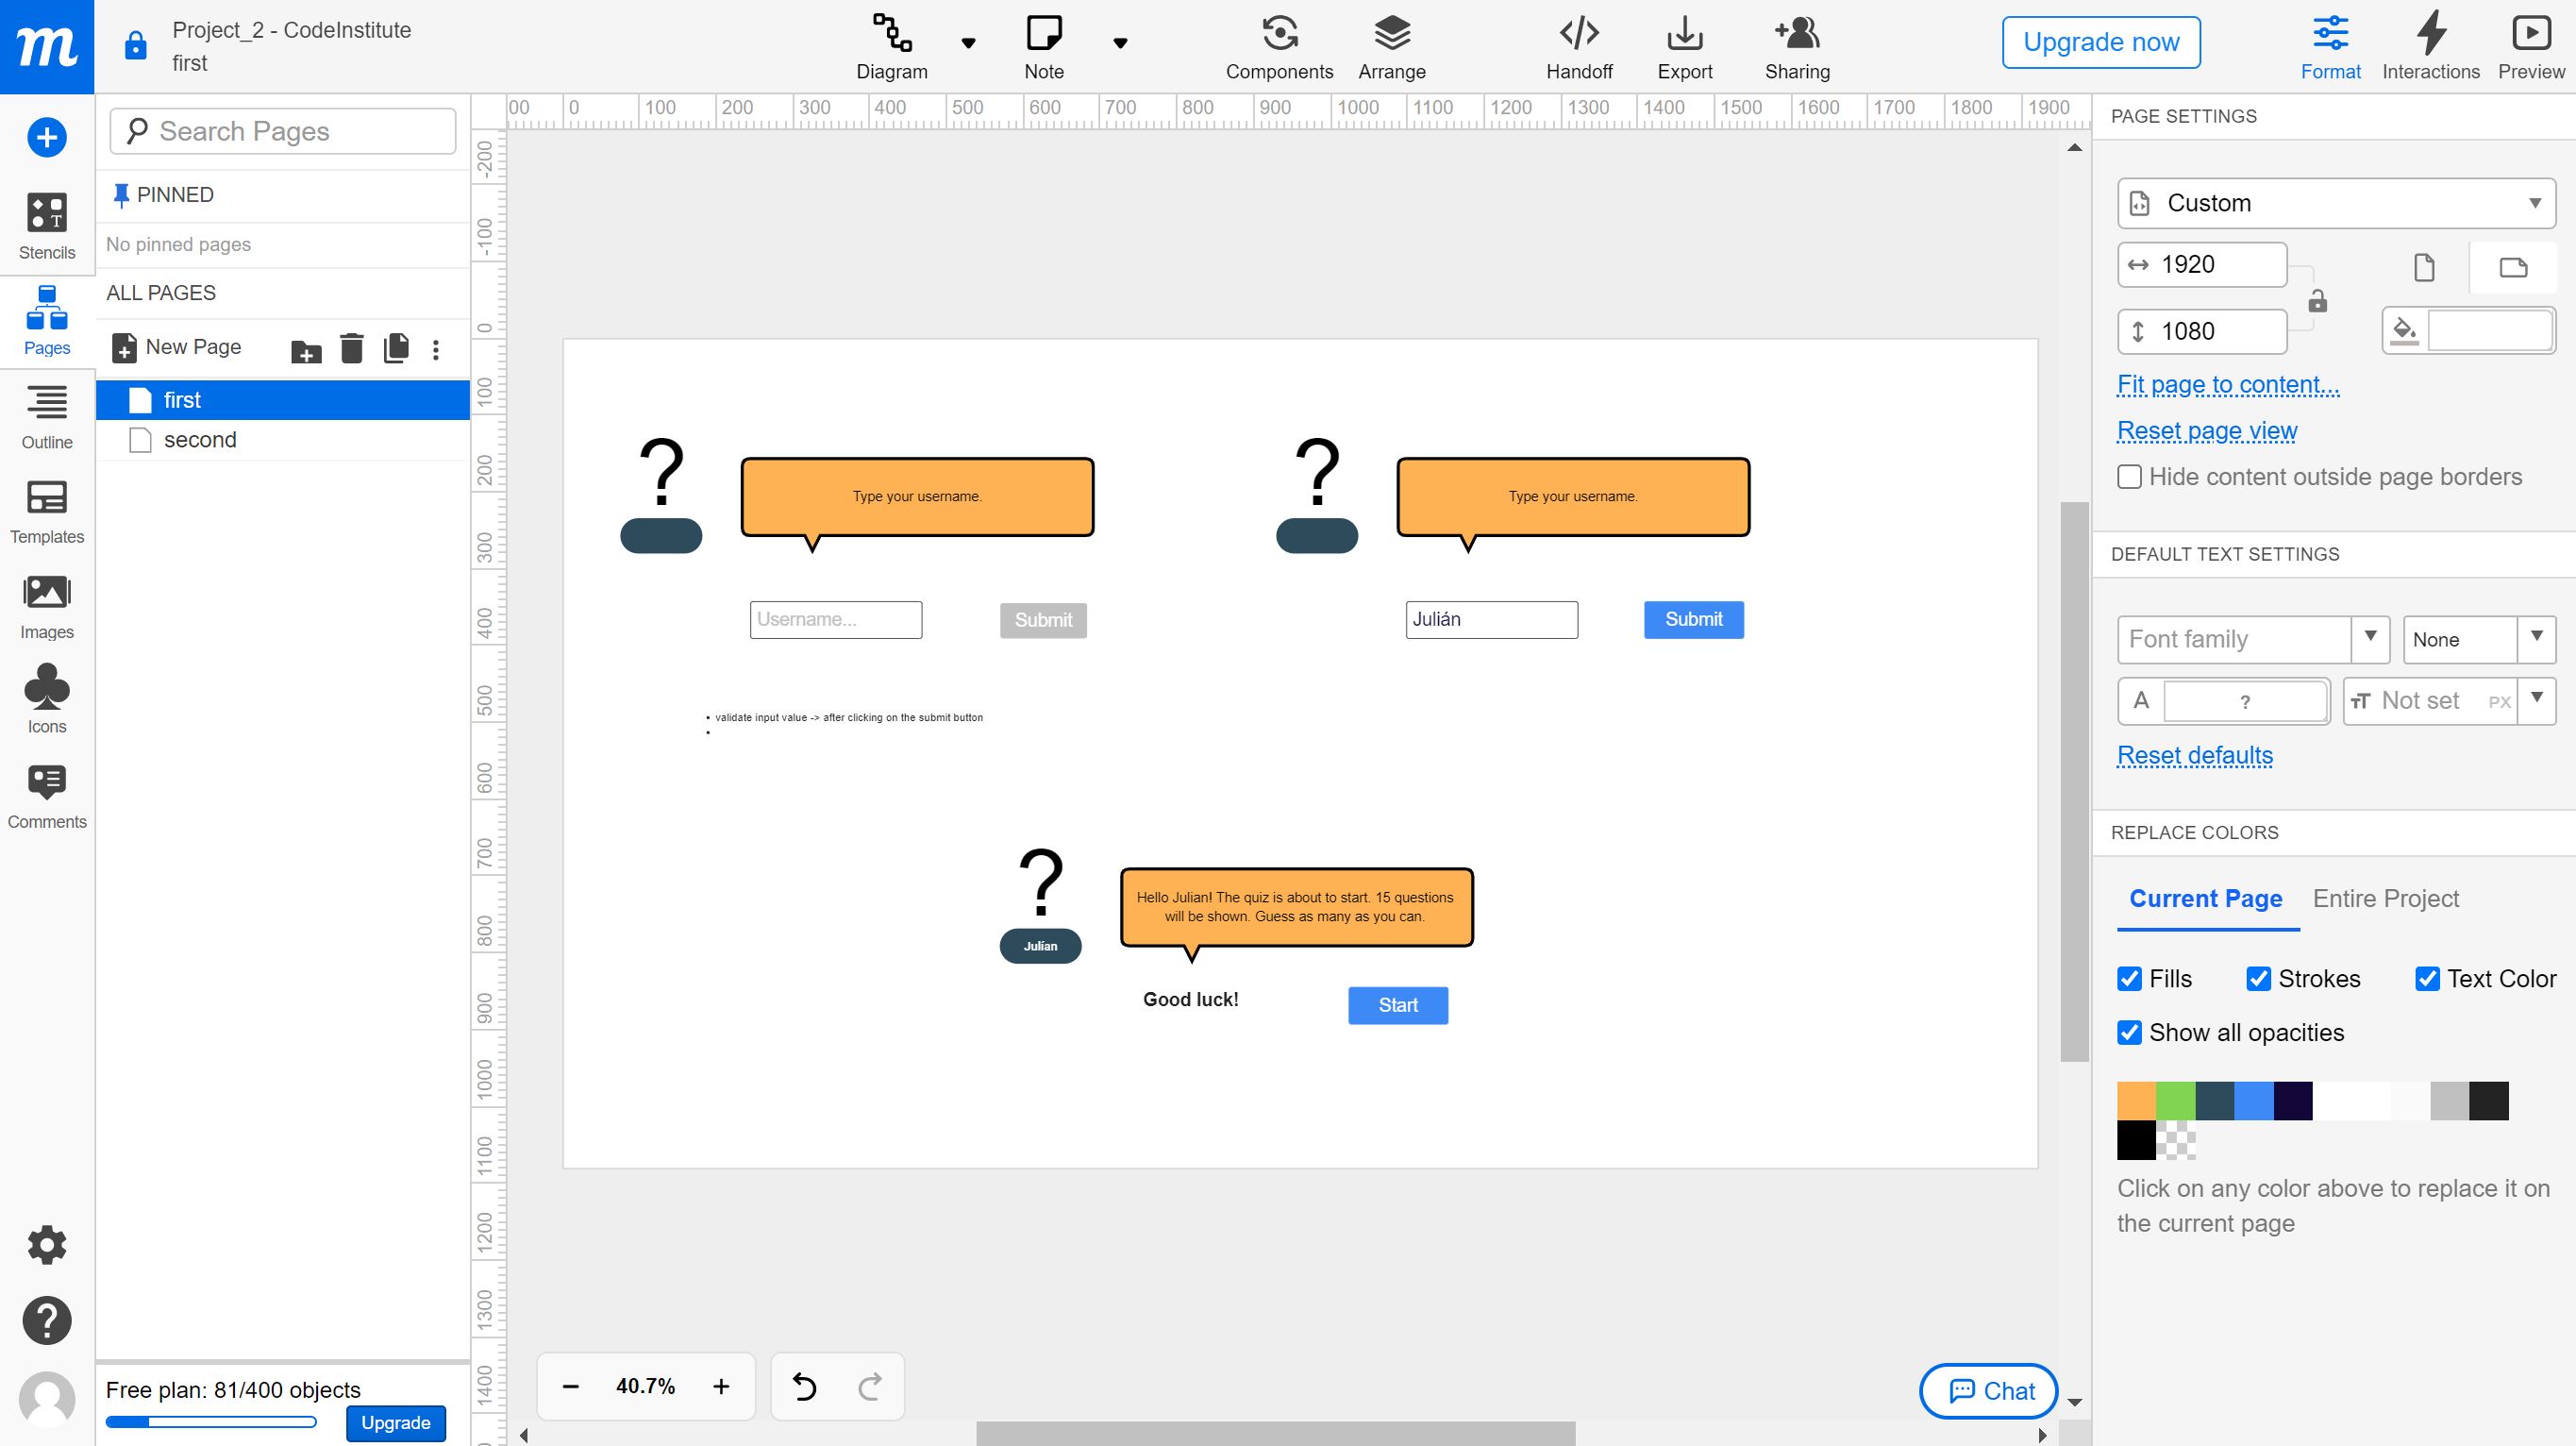 m
Project_2 - CodeInstitute
first
Diagram
Note
Components
Arrange
Handoff
Export
Sharing
Upgrade now
Format
Interactions
Preview
Stencils
Pages
Outline
Templates
Images
Icons
Comments
Search Pages
PINNED
No pinned pages
ALL PAGES
New Page
first
second
Free plan: 81/400 objects
Upgrade
00 0 100 200 300 400 500 600 700 800 900 1000 1100 1200 1300 1400 1500 1600 1700 1800 1900
-200
-100
0
100
200
300
400
500
600
700
800
900
1000
1100
1200
1300
1400
?
Type your username.
Username...
Submit
?
Type your username.
Julián
Submit
• validate input value -> after clicking on the submit button
•
?
Julían
Hello Julian! The quiz is about to start. 15 questions
will be shown. Guess as many as you can.
Good luck!
Start
− 40.7% +
Chat
PAGE SETTINGS
Custom
1920
1080
Fit page to content...
Reset page view
Hide content outside page borders
DEFAULT TEXT SETTINGS
Font family
None
A ?
TT Not set PX
Reset defaults
REPLACE COLORS
Current Page Entire Project
Fills Strokes Text Color
Show all opacities
Click on any color above to replace it on
the current page